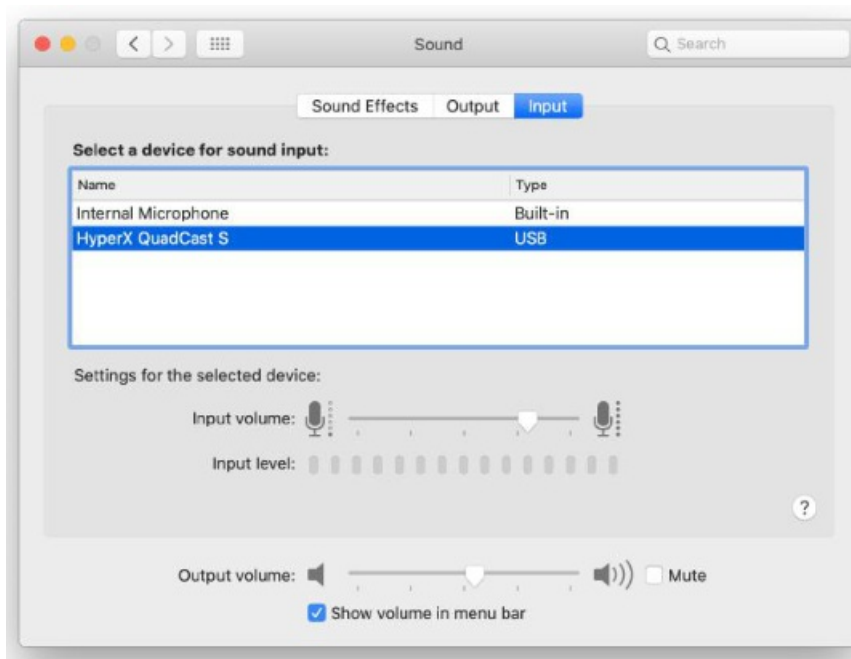 Sound
Search
Sound Effects Output Input
Select a device for sound input:
Name Type
Internal Microphone Built-in
HyperX QuadCast S USB
Settings for the selected device:
Input volume:
Input level:
?
Output volume: Mute
Show volume in menu bar